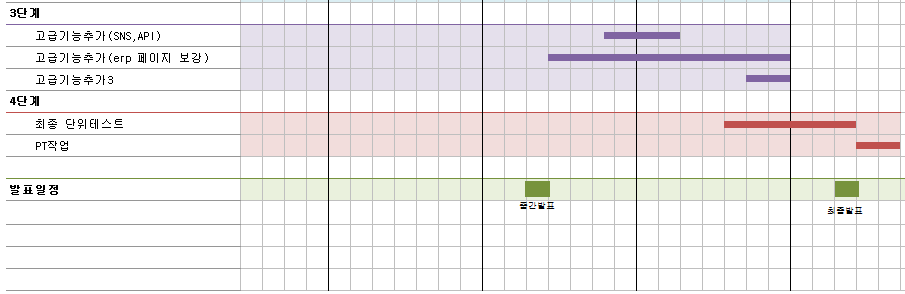 3단계
고급기능추가(SNS,API)
고급기능추가(erp 페이지 보강)
고급기능추가3
4단계
최종 단위테스트
PT작업
발표일정
중간발표
최종발표